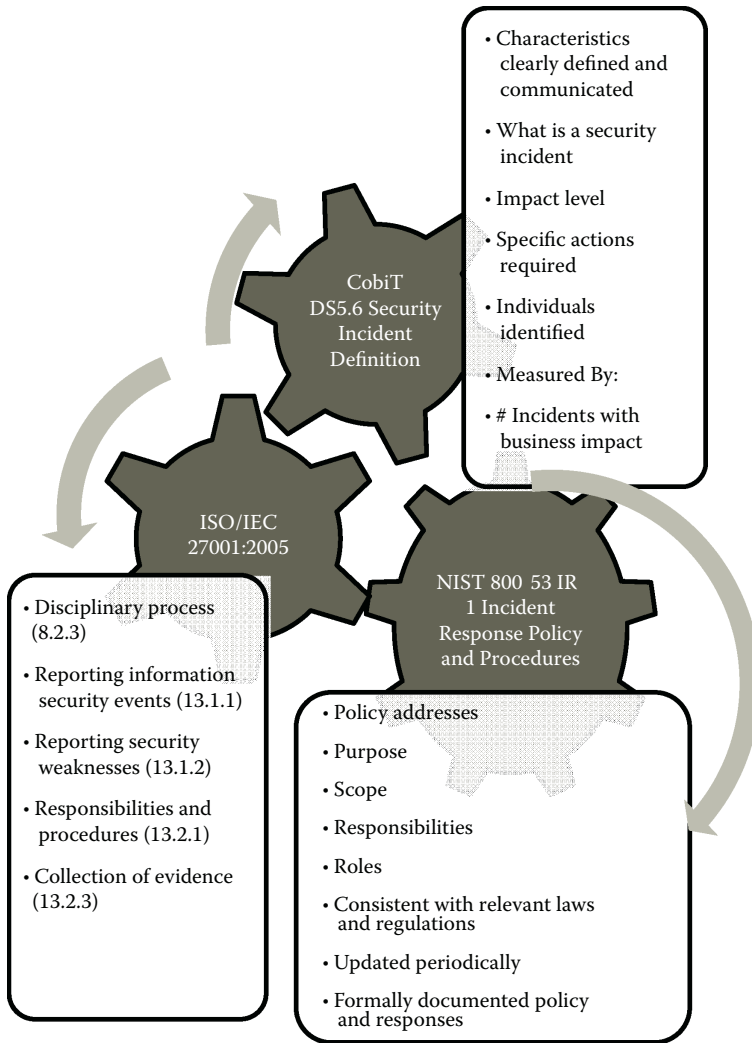 • Characteristics
clearly defined and
communicated
• What is a security
incident
• Impact level
• Specific actions
required
• Individuals
identified
• Measured By:
• # Incidents with
business impact
CobiT
DS5.6 Security
Incident
Definition
ISO/IEC
27001:2005
NIST 800 53 IR
1 Incident
Response Policy
and Procedures
• Disciplinary process
(8.2.3)
• Reporting information
security events (13.1.1)
• Reporting security
weaknesses (13.1.2)
• Responsibilities and
procedures (13.2.1)
• Collection of evidence
(13.2.3)
• Policy addresses
• Purpose
• Scope
• Responsibilities
• Roles
• Consistent with relevant laws
and regulations
• Updated periodically
• Formally documented policy
and responses